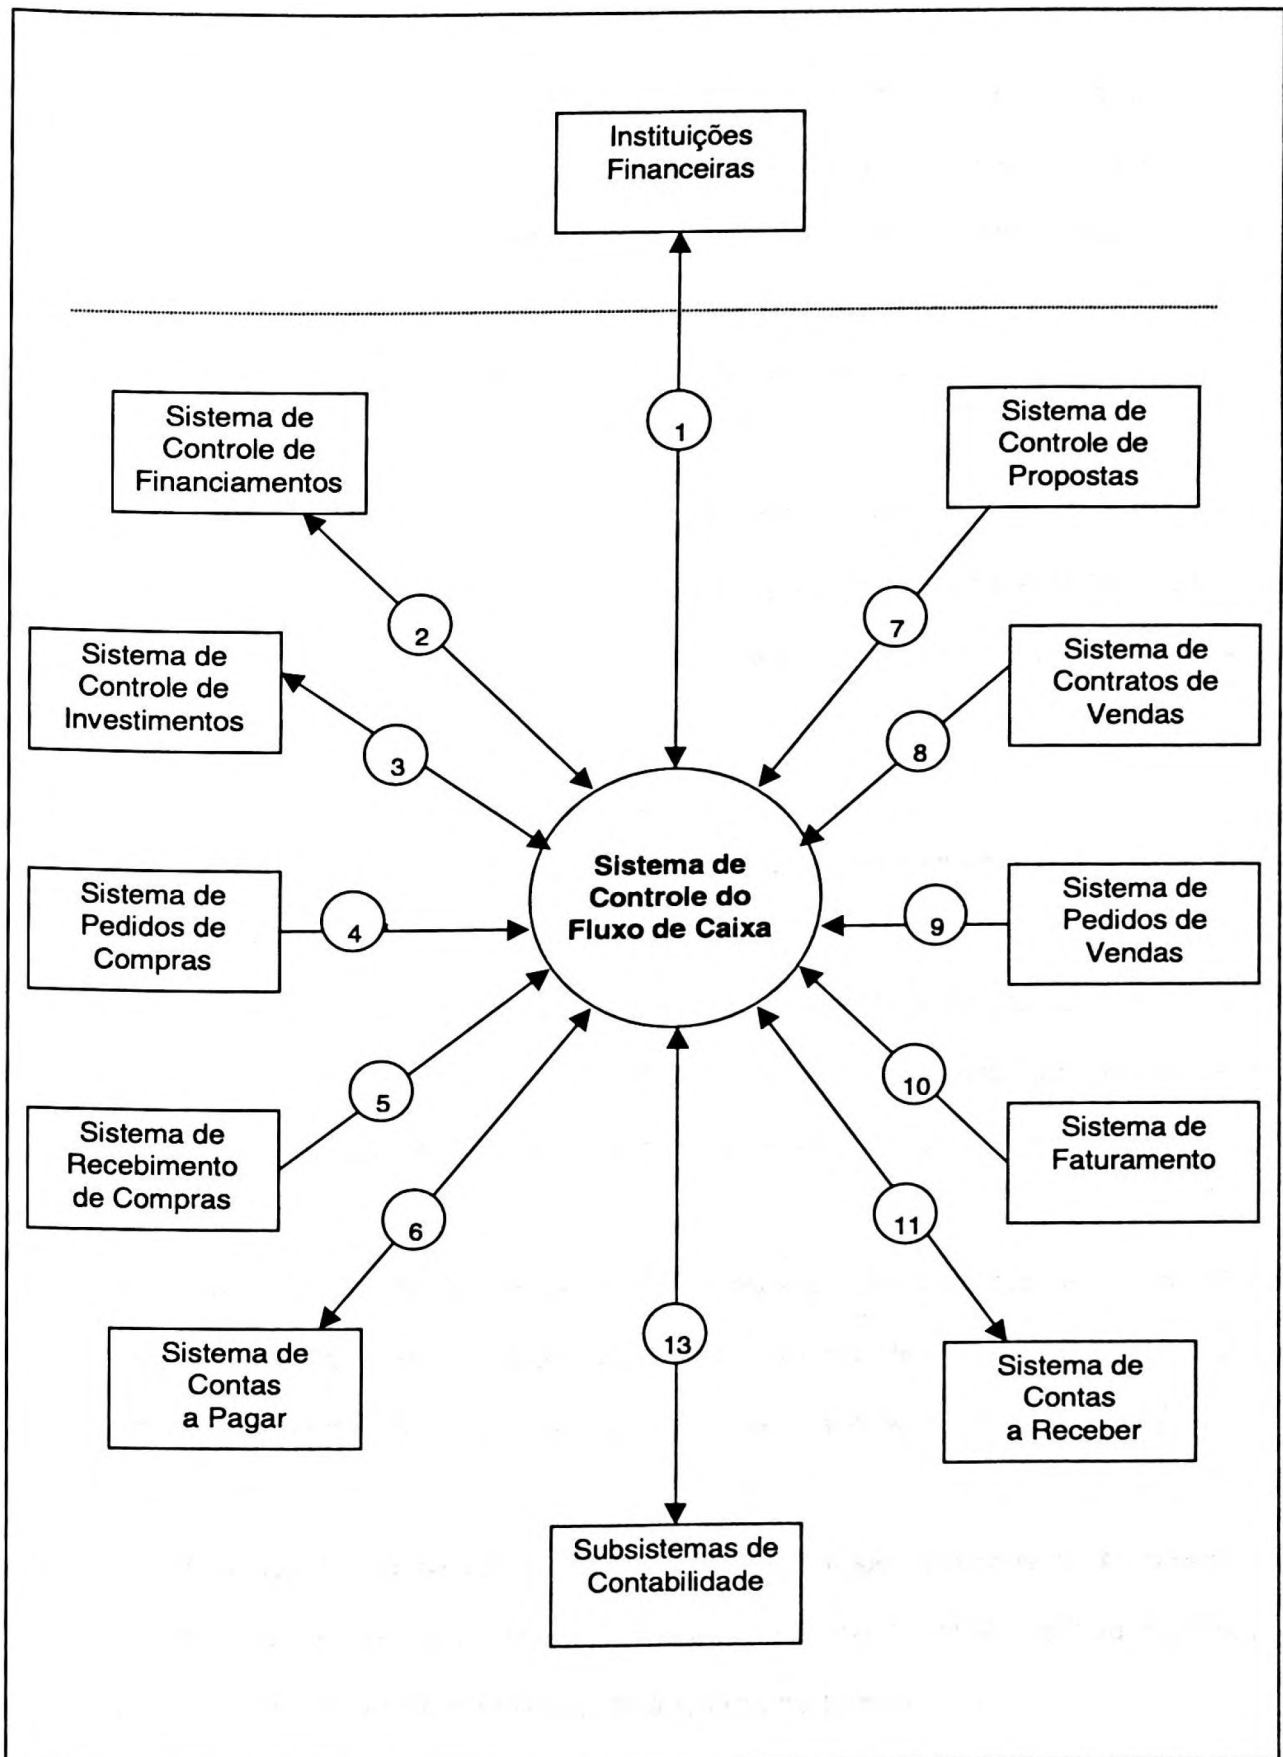 Instituições
Financeiras
1
Sistema de
Controle de
Financiamentos
Sistema de
Controle de
Propostas
2
7
Sistema de
Controle de
Investimentos
Sistema de
Contratos de
Vendas
3
8
Sistema de
Controle do
Fluxo de Caixa
Sistema de
Pedidos de
Compras
4
9
Sistema de
Pedidos de
Vendas
5
10
Sistema de
Recebimento
de Compras
Sistema de
Faturamento
6
11
13
Sistema de
Contas
a Pagar
Sistema de
Contas
a Receber
Subsistemas de
Contabilidade